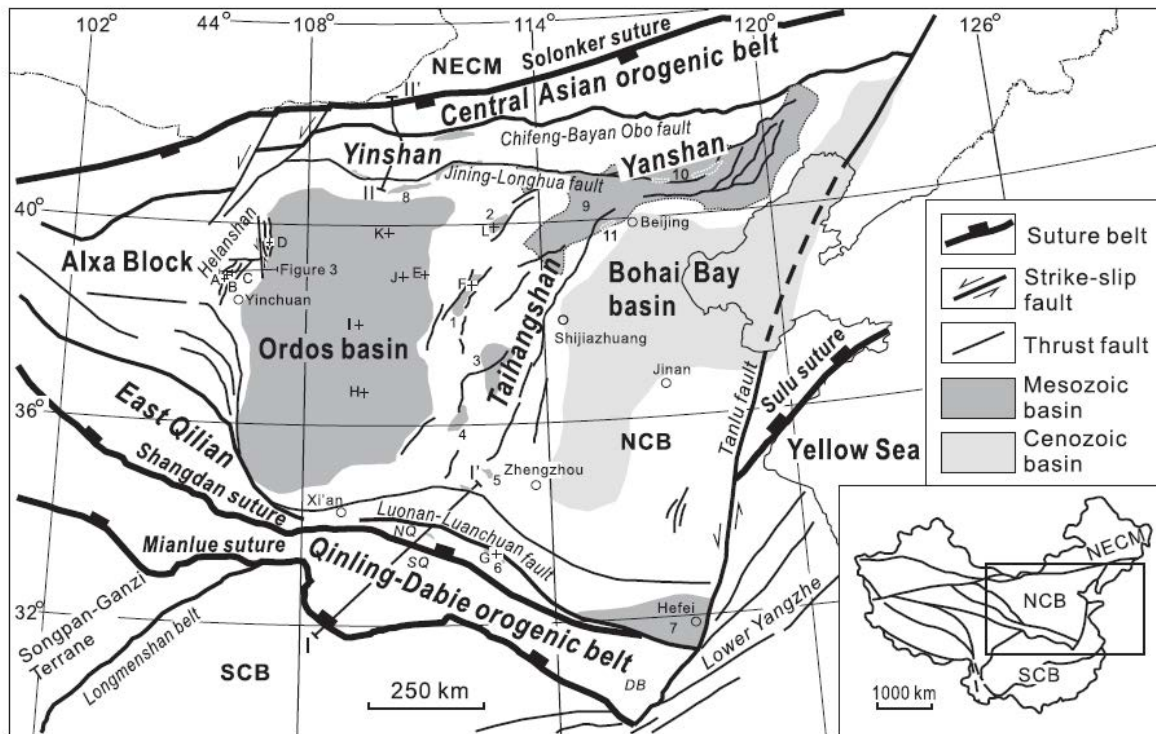 102°
44°
108°
114°
120°
126°
NECM
Solonker suture
II'
Central Asian orogenic belt
Chifeng-Bayan Obo fault
Yinshan
Yanshan
Jining-Longhua fault
10
II
8
40°
9
2
L
K
11
Beijing
Helanshan
D
Alxa Block
A
B
C
Figure 3
J
E
F
Bohai Bay
basin
Yinchuan
1
I
Ordos basin
Taihangshan
Shijiazhuang
3
H
Jinan
36°
4
East Qilian
NCB
Tanlu fault
Sulu suture
Yellow Sea
Shangdan suture
I'
5
Zhengzhou
Xi'an
Luonan-Luanchuan fault
NQ
SQ
G
6
Mianlue suture
Qinling-Dabie orogenic belt
32°
Songpan-Ganzi
Terrane
Longmenshan belt
I
SCB
250 km
Hefei
7
DB
Lower Yangzhe
Suture belt
Strike-slip
fault
Thrust fault
Mesozoic
basin
Cenozoic
basin
NECM
NCB
SCB
1000 km